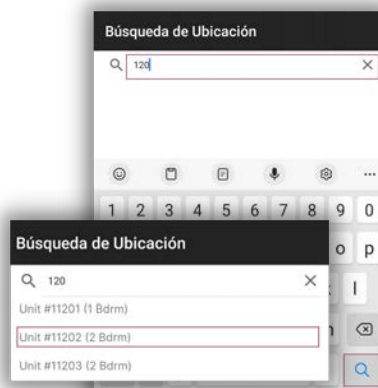 Búsqueda de Ubicación
120
1 2 3 4 5 6 7 8 9 0
o p
l
Búsqueda de Ubicación
120
Unit #11201 (1 Bdrm)
Unit #11202 (2 Bdrm)
Unit #11203 (2 Bdrm)